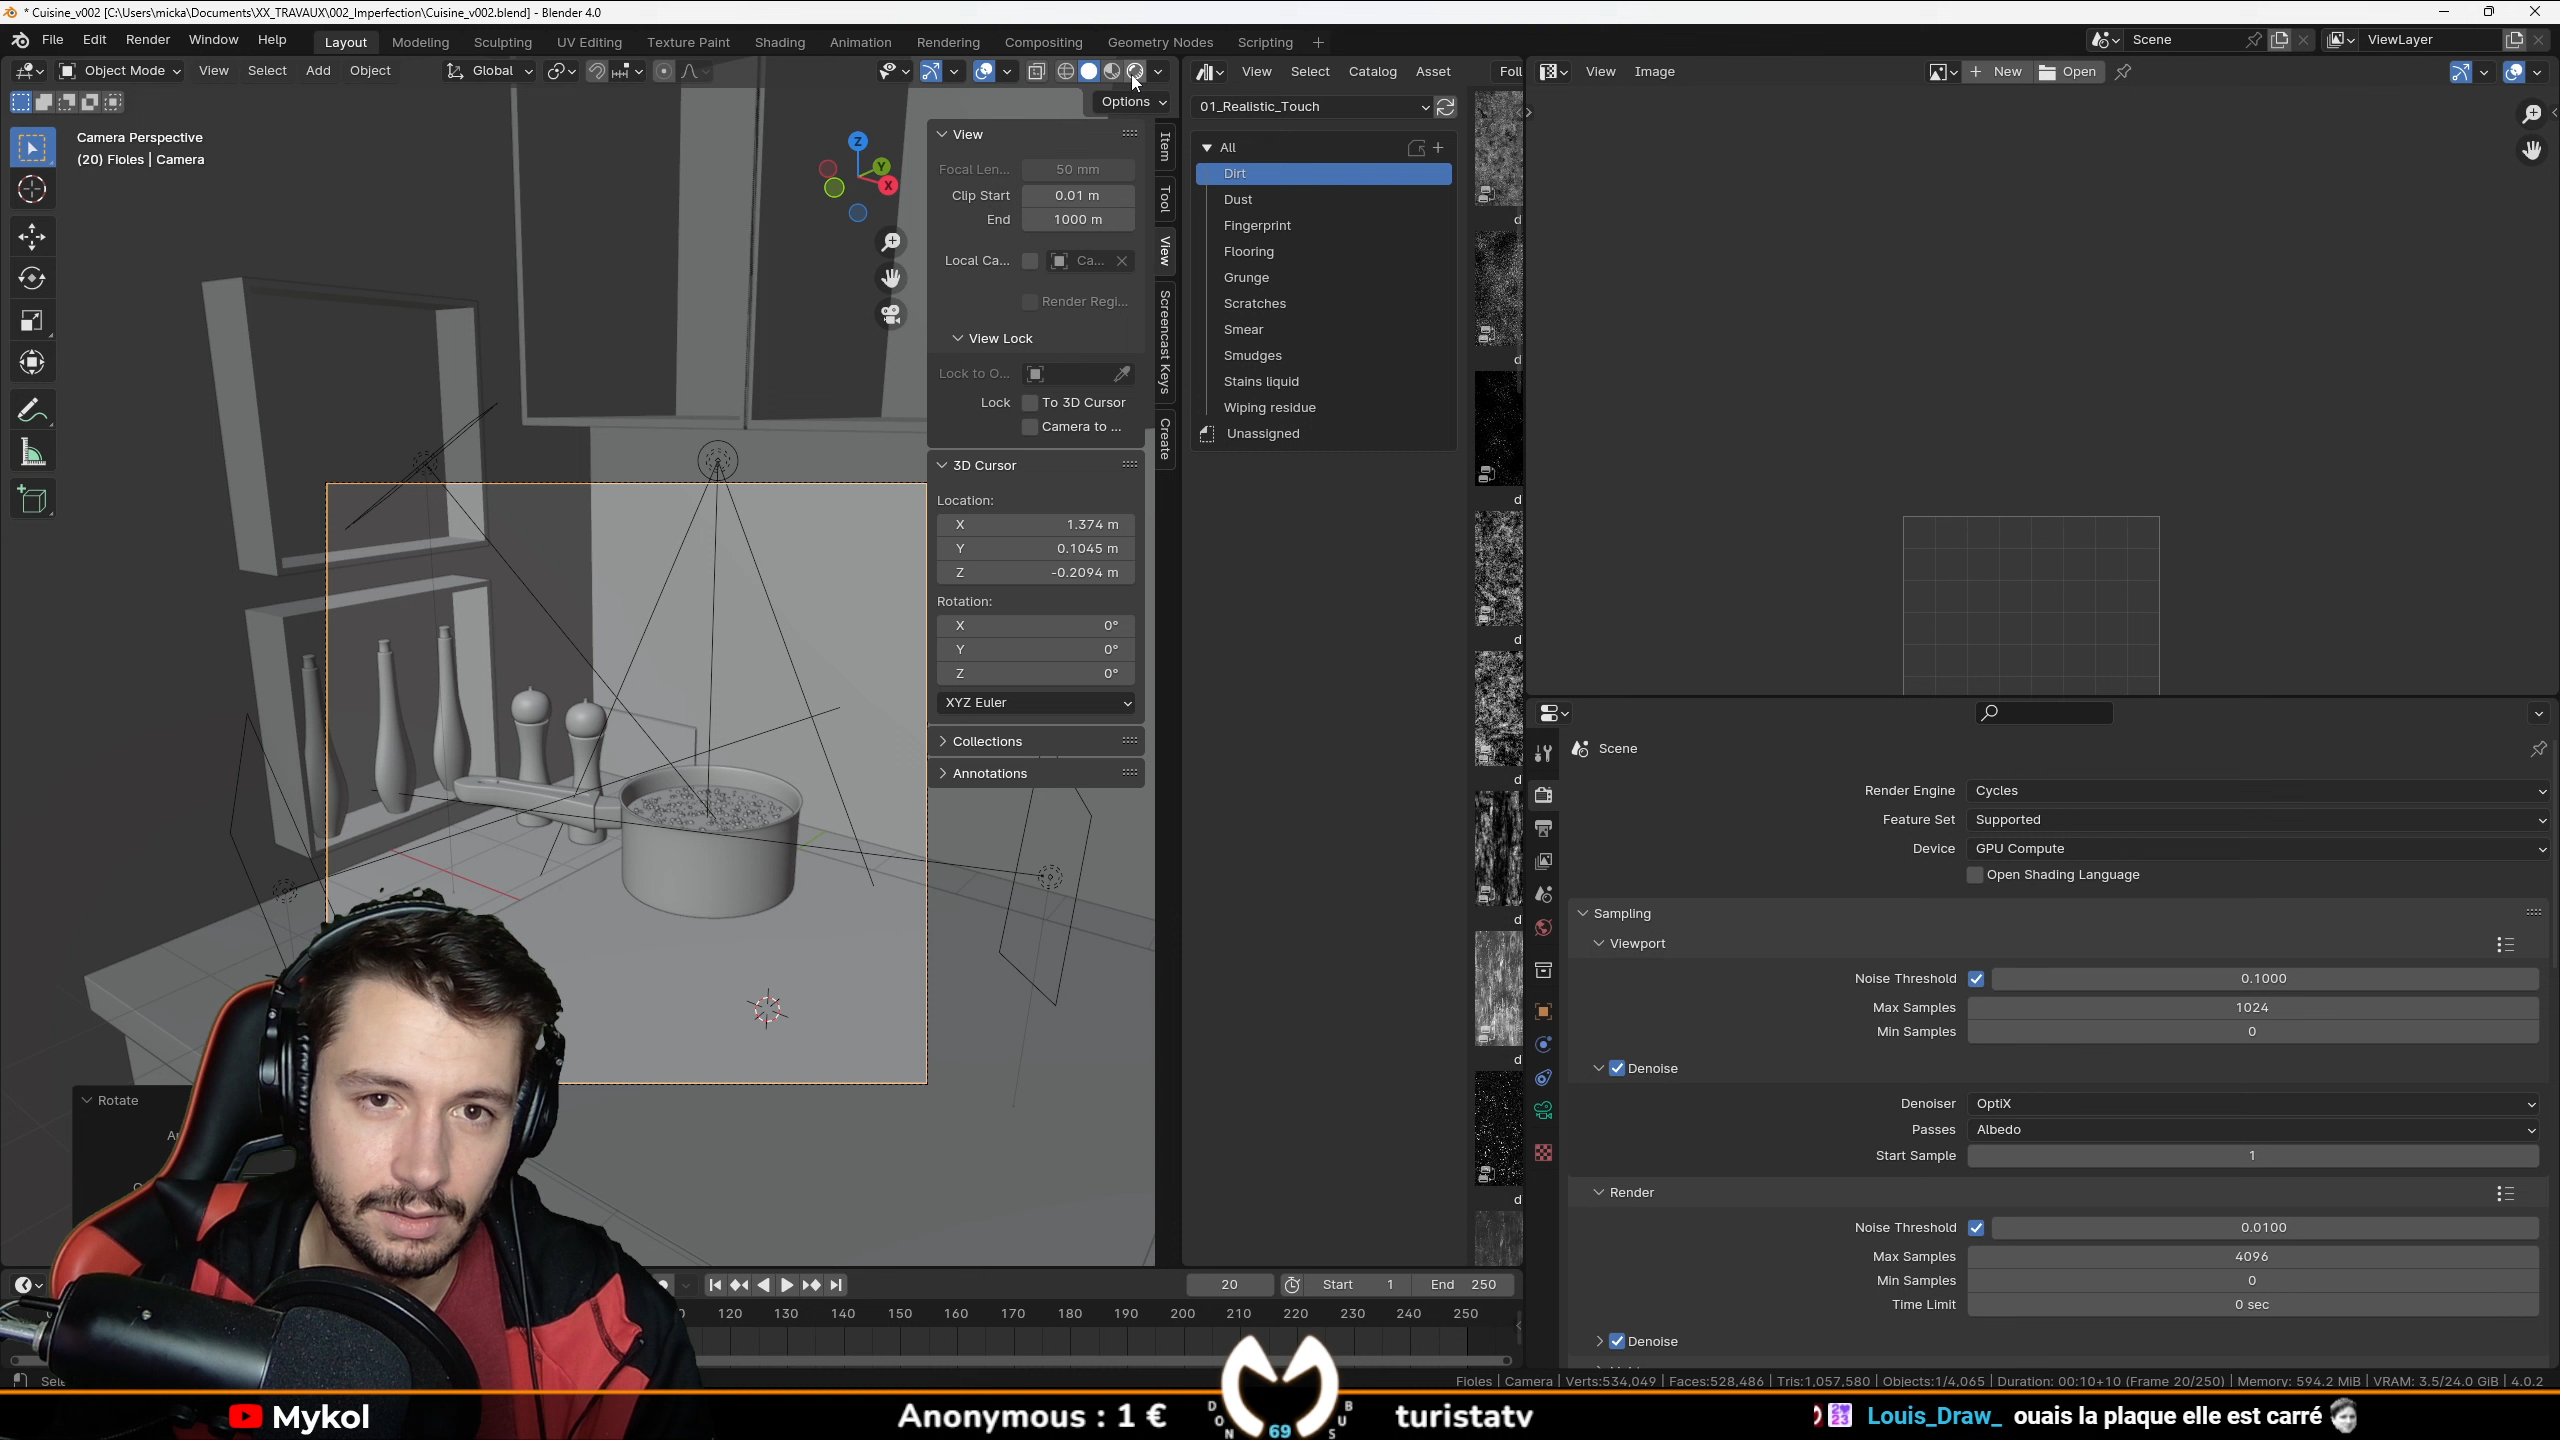 * Cuisine_v002 [C:\Users\micka\Documents\XX_TRAVAUX\002_Imperfection\Cuisine_v002.blend] - Blender 4.0
File Edit Render Window Help Layout Modeling Sculpting UV Editing Texture Paint Shading Animation Rendering Compositing Geometry Nodes Scripting + Scene ViewLayer
Object Mode View Select Add Object Global
View Select Catalog Asset Foll
View Image New Open
Options
Camera Perspective
(20) Fioles | Camera
Z
Y
X
View
Focal Len... 50 mm
Clip Start 0.01 m
End 1000 m
Local Ca... Ca...
Render Regi...
View Lock
Lock to O...
Lock To 3D Cursor
Camera to ...
3D Cursor
Location:
X 1.374 m
Y 0.1045 m
Z -0.2094 m
Rotation:
X 0°
Y 0°
Z 0°
XYZ Euler
Collections
Annotations
Item
Tool
View
Screencast Keys
Create
01_Realistic_Touch
All
Dirt
Dust
Fingerprint
Flooring
Grunge
Scratches
Smear
Smudges
Stains liquid
Wiping residue
Unassigned
d
d
d
d
d
d
d
d
Scene
Render Engine Cycles
Feature Set Supported
Device GPU Compute
Open Shading Language
Sampling
Viewport
Noise Threshold 0.1000
Max Samples 1024
Min Samples 0
Denoise
Denoiser OptiX
Passes Albedo
Start Sample 1
Render
Noise Threshold 0.0100
Max Samples 4096
Min Samples 0
Time Limit 0 sec
Denoise
Rotate
20 Start 1 End 250
120 130 140 150 160 170 180 190 200 210 220 230 240 250
Fioles | Camera | Verts:534,049 | Faces:528,486 | Tris:1,057,580 | Objects:1/4,065 | Duration: 00:10+10 (Frame 20/250) | Memory: 594.2 MiB | VRAM: 3.5/24.0 GiB | 4.0.2
Mykol
Anonymous : 1 €
DON 69 BUS
turistatv
Louis_Draw_ ouais la plaque elle est carré